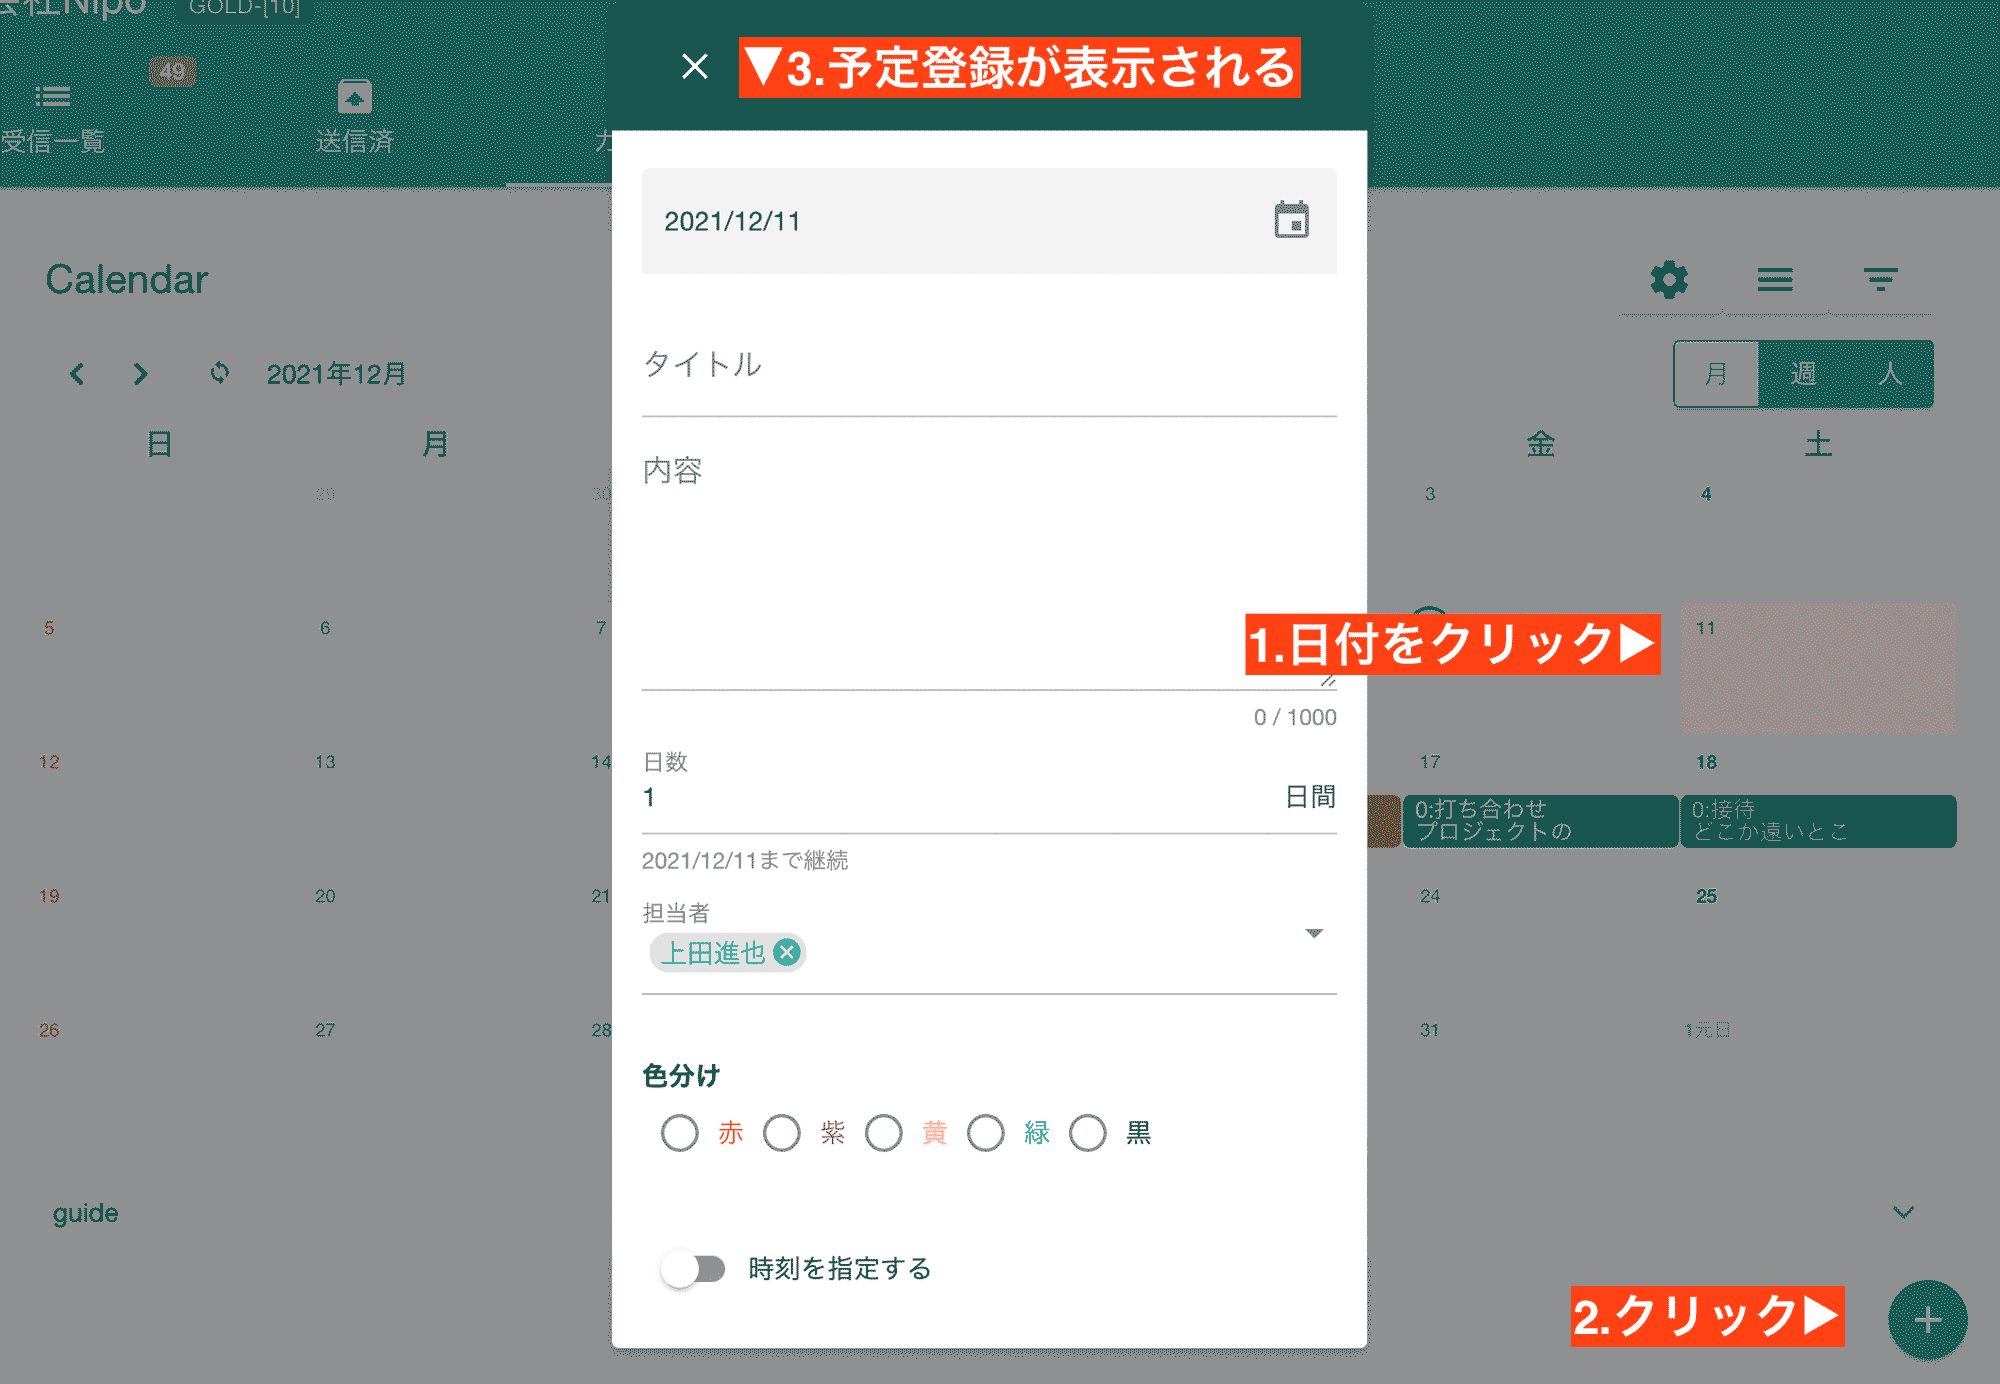 会社Nipo GOLD-[10]
49
受信一覧 送信済 カ
▼3.予定登録が表示される
Calendar
2021年12月
月 週 人
日 月 金 土
29 30 3 4
5 6 7 11
12 13 14 17 18
0:打ち合わせ
プロジェクトの
0:接待
どこか遠いとこ
19 20 21 24 25
26 27 28 31 1元日
guide
2021/12/11
タイトル
内容
1.日付をクリック▶
0 / 1000
日数
1 日間
2021/12/11まで継続
担当者
上田進也
色分け
赤 紫 黄 緑 黒
時刻を指定する
2.クリック▶